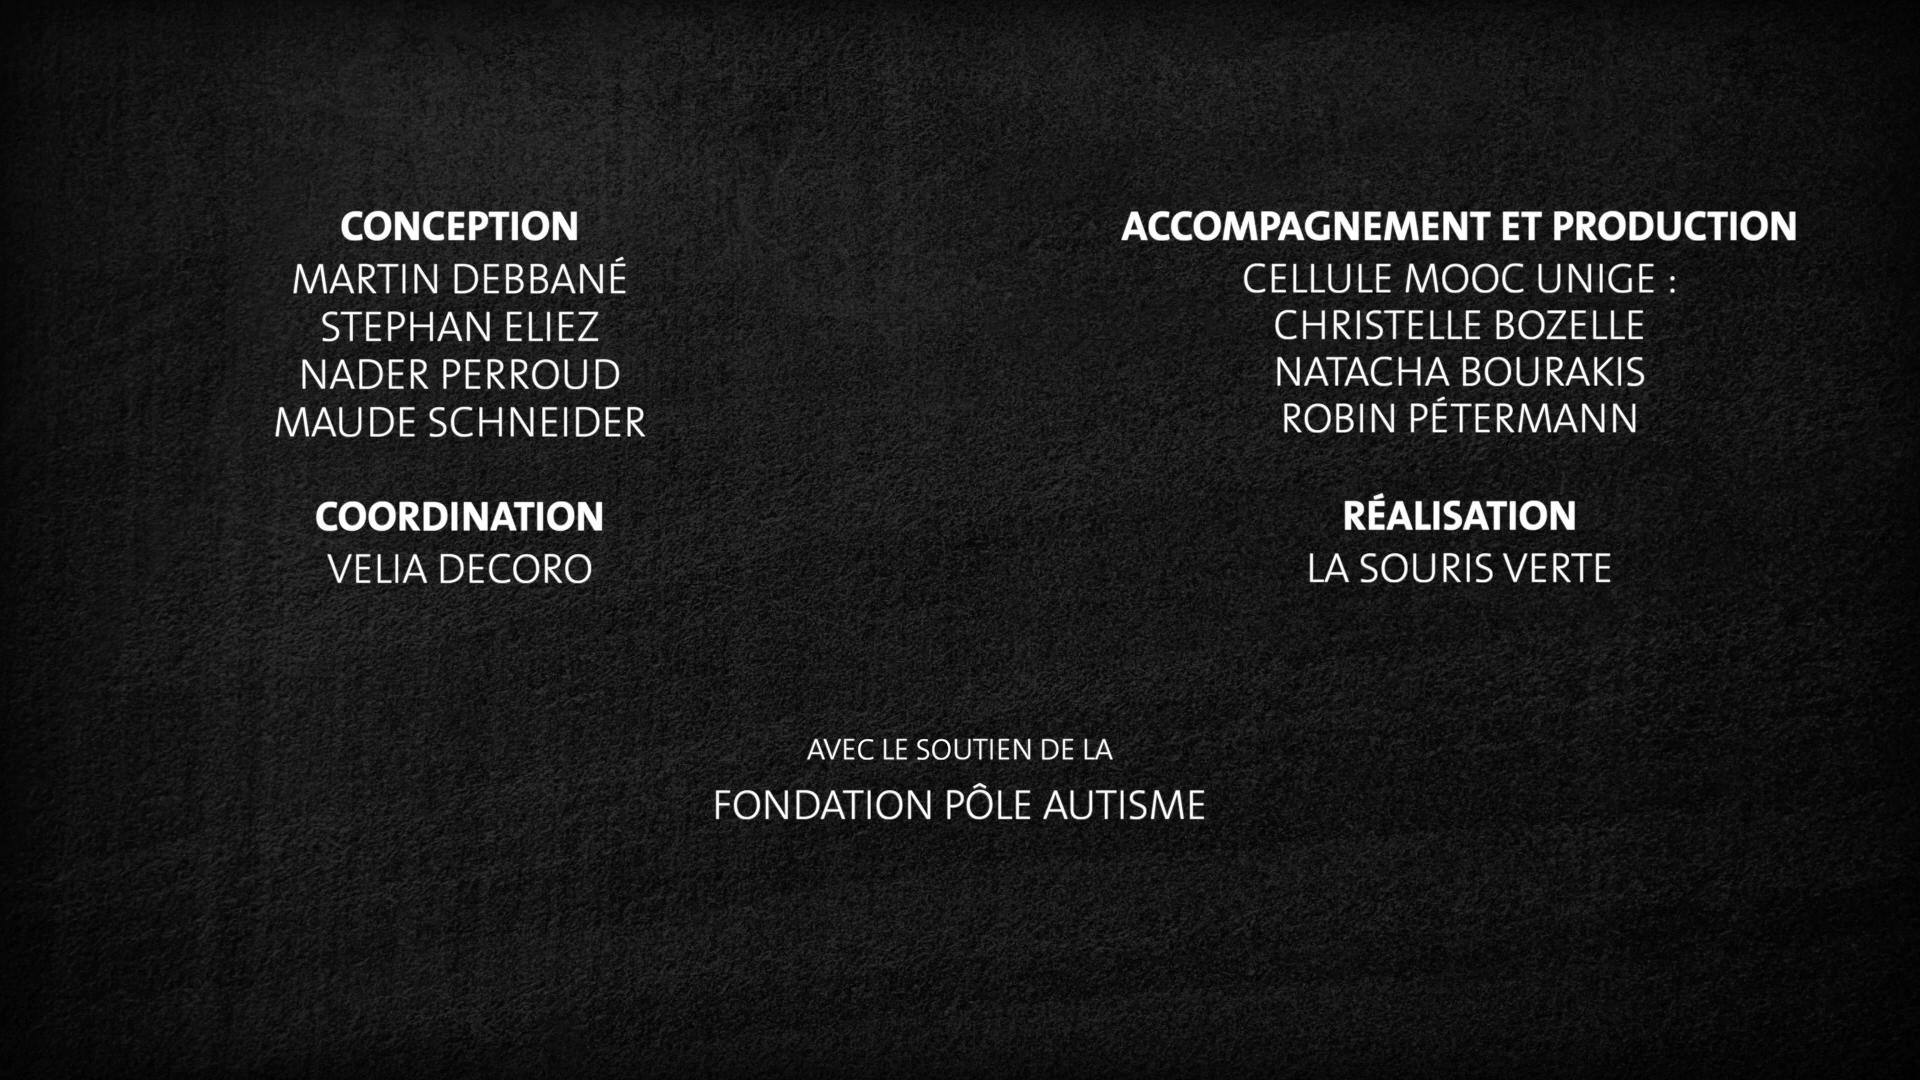 CONCEPTION
MARTIN DEBBANÉ
STEPHAN ELIEZ
NADER PERROUD
MAUDE SCHNEIDER
COORDINATION
VELIA DECORO
ACCOMPAGNEMENT ET PRODUCTION
CELLULE MOOC UNIGE :
CHRISTELLE BOZELLE
NATACHA BOURAKIS
ROBIN PÉTERMANN
RÉALISATION
LA SOURIS VERTE
AVEC LE SOUTIEN DE LA
FONDATION PÔLE AUTISME